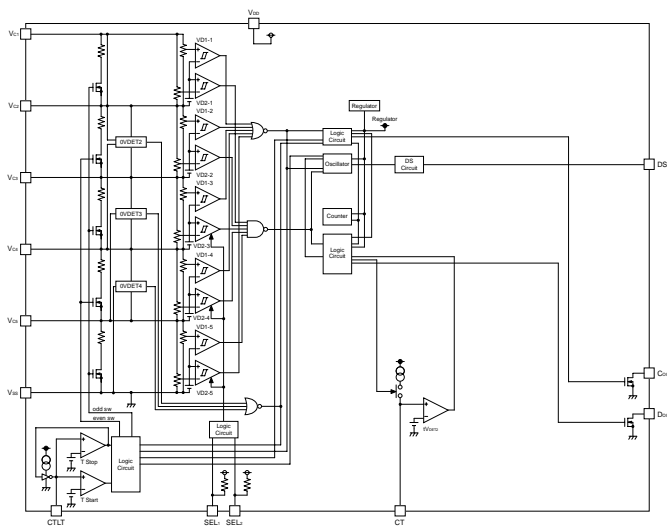 VDD
VC1
VD1-1
VD2-1
VD1-2
Regulator
Regulator
VC2
0VDET2
Logic
Circuit
Oscillator
DS
Circuit
DS
VD2-2
VC3
VD1-3
0VDET3
Counter
VD2-3
Logic
Circuit
VC4
VD1-4
0VDET4
VD2-4
VC5
VD1-5
VD2-5
VSS
odd sw
even sw
Logic
Circuit
T Stop
Logic
Circuit
T Start
CTLT
SEL1
SEL2
CT